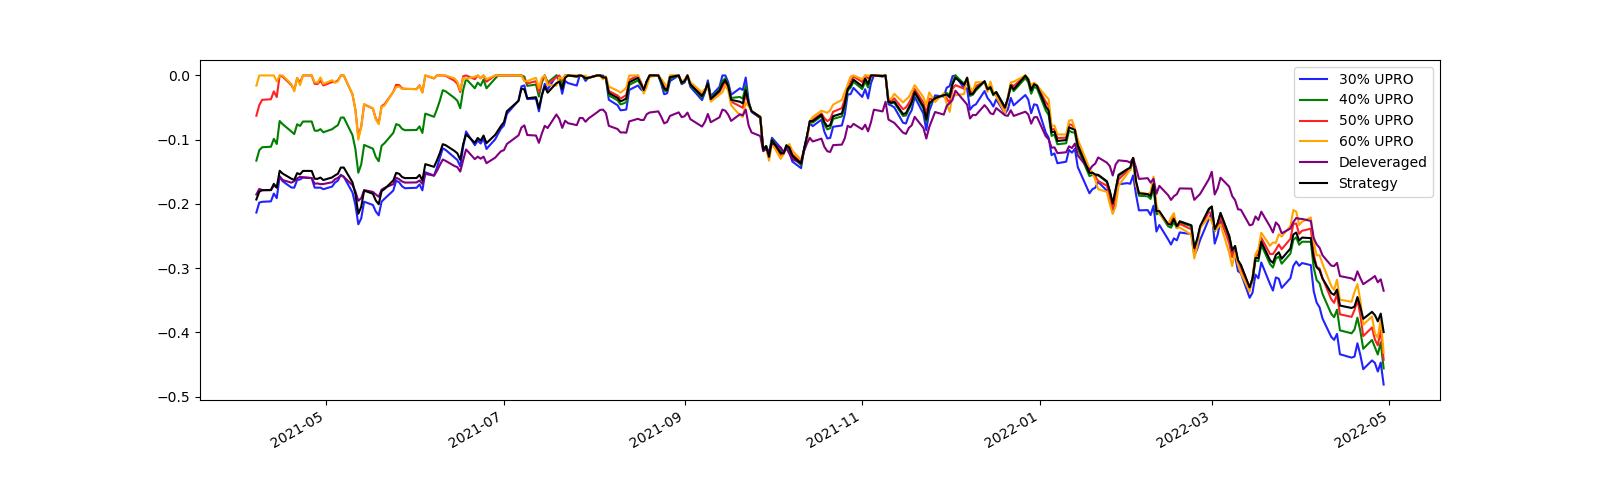 0.0
−0.1
−0.2
−0.3
−0.4
−0.5
2021-05
2021-07
2021-09
2021-11
2022-01
2022-03
2022-05
30% UPRO
40% UPRO
50% UPRO
60% UPRO
Deleveraged
Strategy